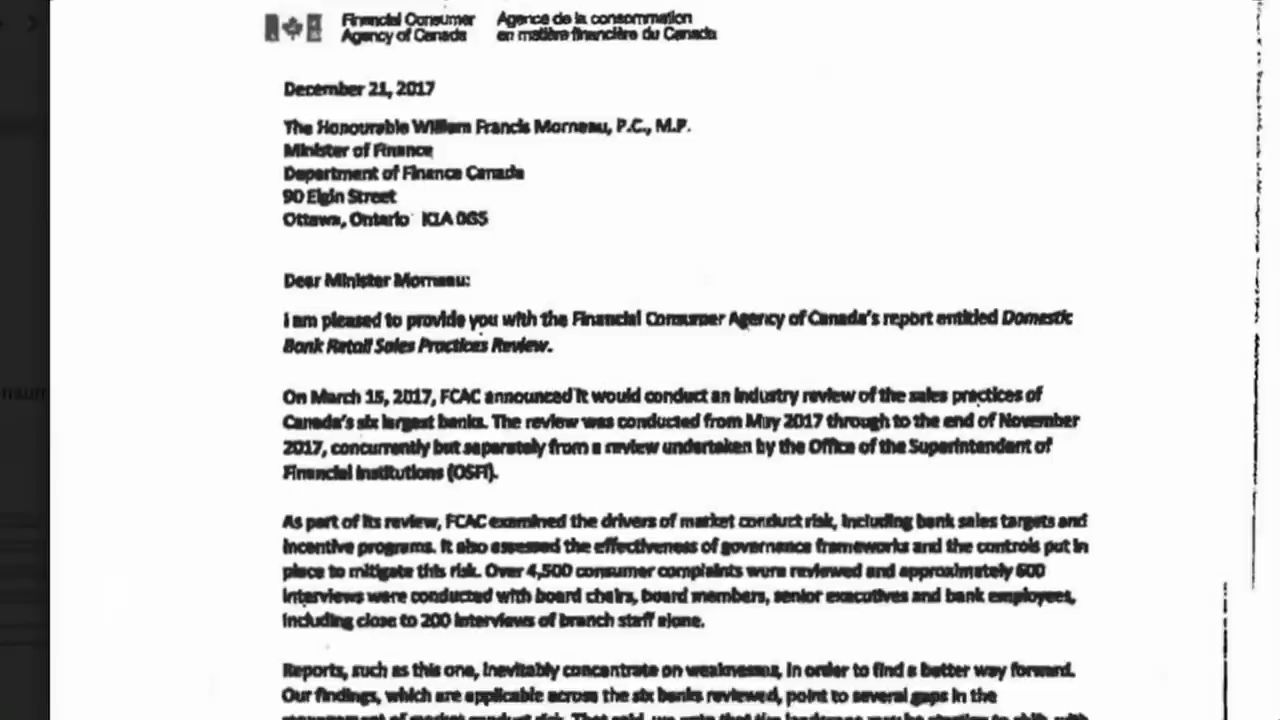 Financial Consumer Agence de la consommation
Agency of Canada en matière financière du Canada
December 21, 2017
The Honourable William Francis Morneau, P.C., M.P.
Minister of Finance
Department of Finance Canada
90 Elgin Street
Ottawa, Ontario K1A 0G5
Dear Minister Morneau:
I am pleased to provide you with the Financial Consumer Agency of Canada's report entitled Domestic
Bank Retail Sales Practices Review.
On March 15, 2017, FCAC announced it would conduct an industry review of the sales practices of
Canada's six largest banks. The review was conducted from May 2017 through to the end of November
2017, concurrently but separately from a review undertaken by the Office of the Superintendent of
Financial Institutions (OSFI).
As part of its review, FCAC examined the drivers of market conduct risk, including bank sales targets and
incentive programs. It also assessed the effectiveness of governance frameworks and the controls put in
place to mitigate this risk. Over 4,500 consumer complaints were reviewed and approximately 600
interviews were conducted with board chairs, board members, senior executives and bank employees,
including close to 200 interviews of branch staff alone.
Reports, such as this one, inevitably concentrate on weaknesses, in order to find a better way forward.
Our findings, which are applicable across the six banks reviewed, point to several gaps in the